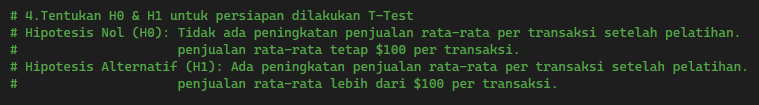 # 4.Tentukan H0 & H1 untuk persiapan dilakukan T-Test
# Hipotesis Nol (H0): Tidak ada peningkatan penjualan rata-rata per transaksi setelah pelatihan.
#                     penjualan rata-rata tetap $100 per transaksi.
# Hipotesis Alternatif (H1): Ada peningkatan penjualan rata-rata per transaksi setelah pelatihan.
#                     penjualan rata-rata lebih dari $100 per transaksi.